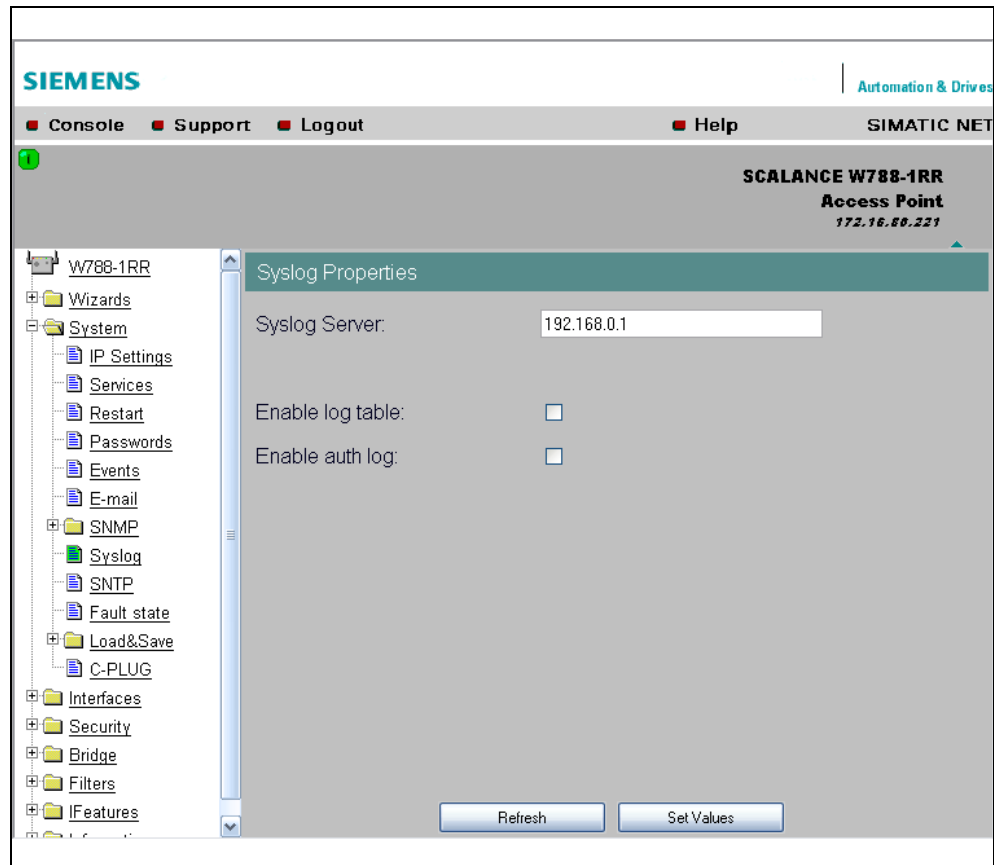 SIEMENS
Automation & Drives
Console Support Logout Help SIMATIC NET
SCALANCE W788-1RR
Access Point
172.16.80.221
W788-1RR
Wizards
System
IP Settings
Services
Restart
Passwords
Events
E-mail
SNMP
Syslog
SNTP
Fault state
Load&Save
C-PLUG
Interfaces
Security
Bridge
Filters
IFeatures
Syslog Properties
Syslog Server: 192.168.0.1
Enable log table:
Enable auth log:
Refresh Set Values